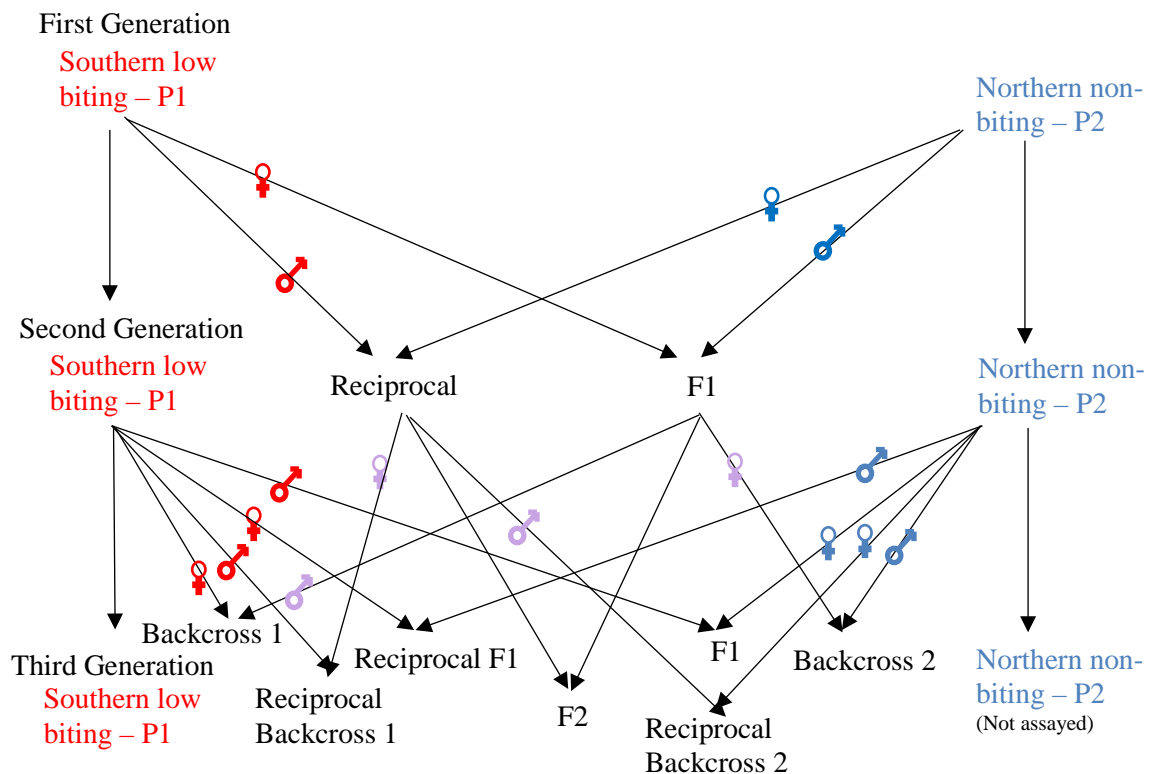 First Generation
Southern low
biting – P1
Northern non-
biting – P2
Second Generation
Southern low
biting – P1
Reciprocal
F1
Northern non-
biting – P2
Backcross 1
Reciprocal F1
F1
Backcross 2
Third Generation
Southern low
biting – P1
Reciprocal
Backcross 1
F2
Reciprocal
Backcross 2
Northern non-
biting – P2
(Not assayed)